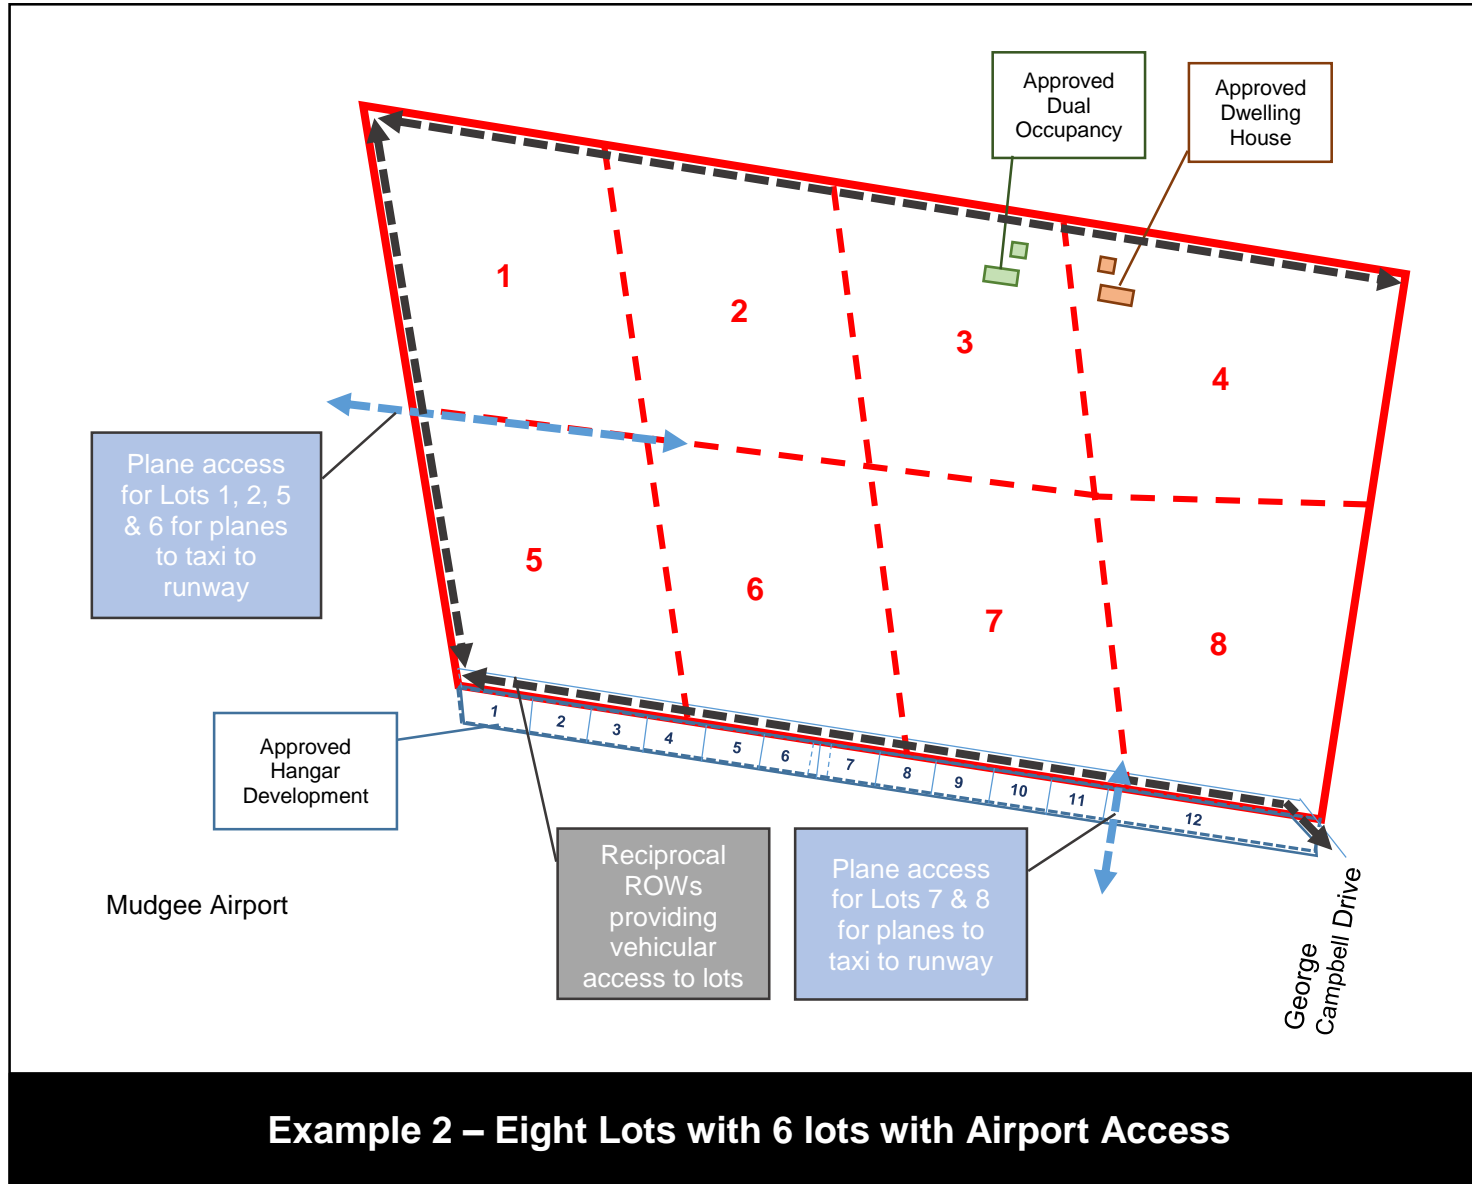 Approved
Dual
Occupancy
Approved
Dwelling
House
1
2
3
4
Plane access
for Lots 1, 2, 5
& 6 for planes
to taxi to
runway
5
6
7
8
1
2
3
4
5
6
7
8
9
10
11
12
Approved
Hangar
Development
Reciprocal
ROWs
providing
vehicular
access to lots
Plane access
for Lots 7 & 8
for planes to
taxi to runway
Mudgee Airport
George
Campbell Drive
Example 2 – Eight Lots with 6 lots with Airport Access